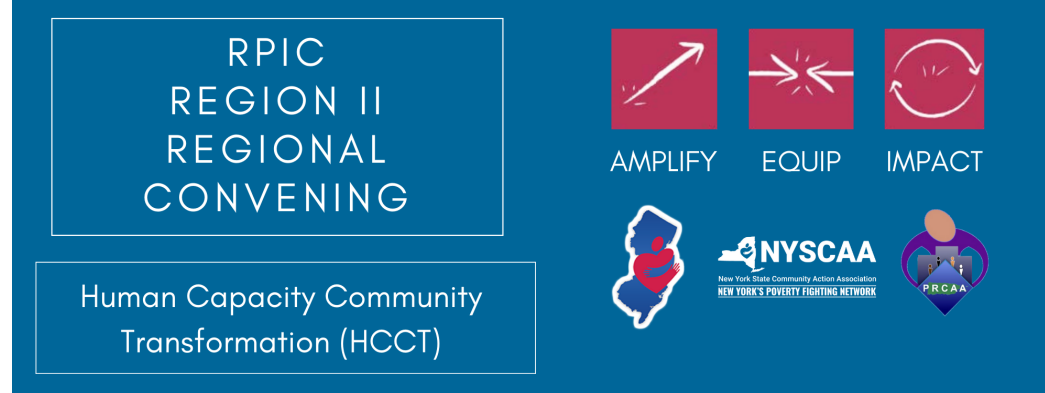 RPIC
REGION II
REGIONAL
CONVENING
Human Capacity Community
Transformation (HCCT)
AMPLIFY
EQUIP
IMPACT
NYSCAA
New York State Community Action Association
NEW YORK'S POVERTY FIGHTING NETWORK
PRCAA